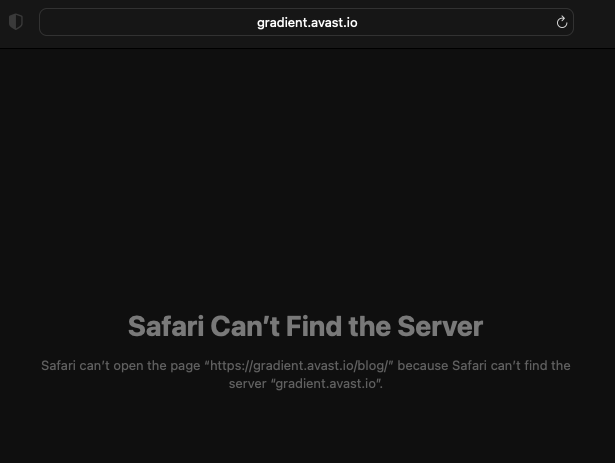 gradient.avast.io
Safari Can’t Find the Server
Safari can’t open the page “https://gradient.avast.io/blog/” because Safari can’t find the
server “gradient.avast.io”.